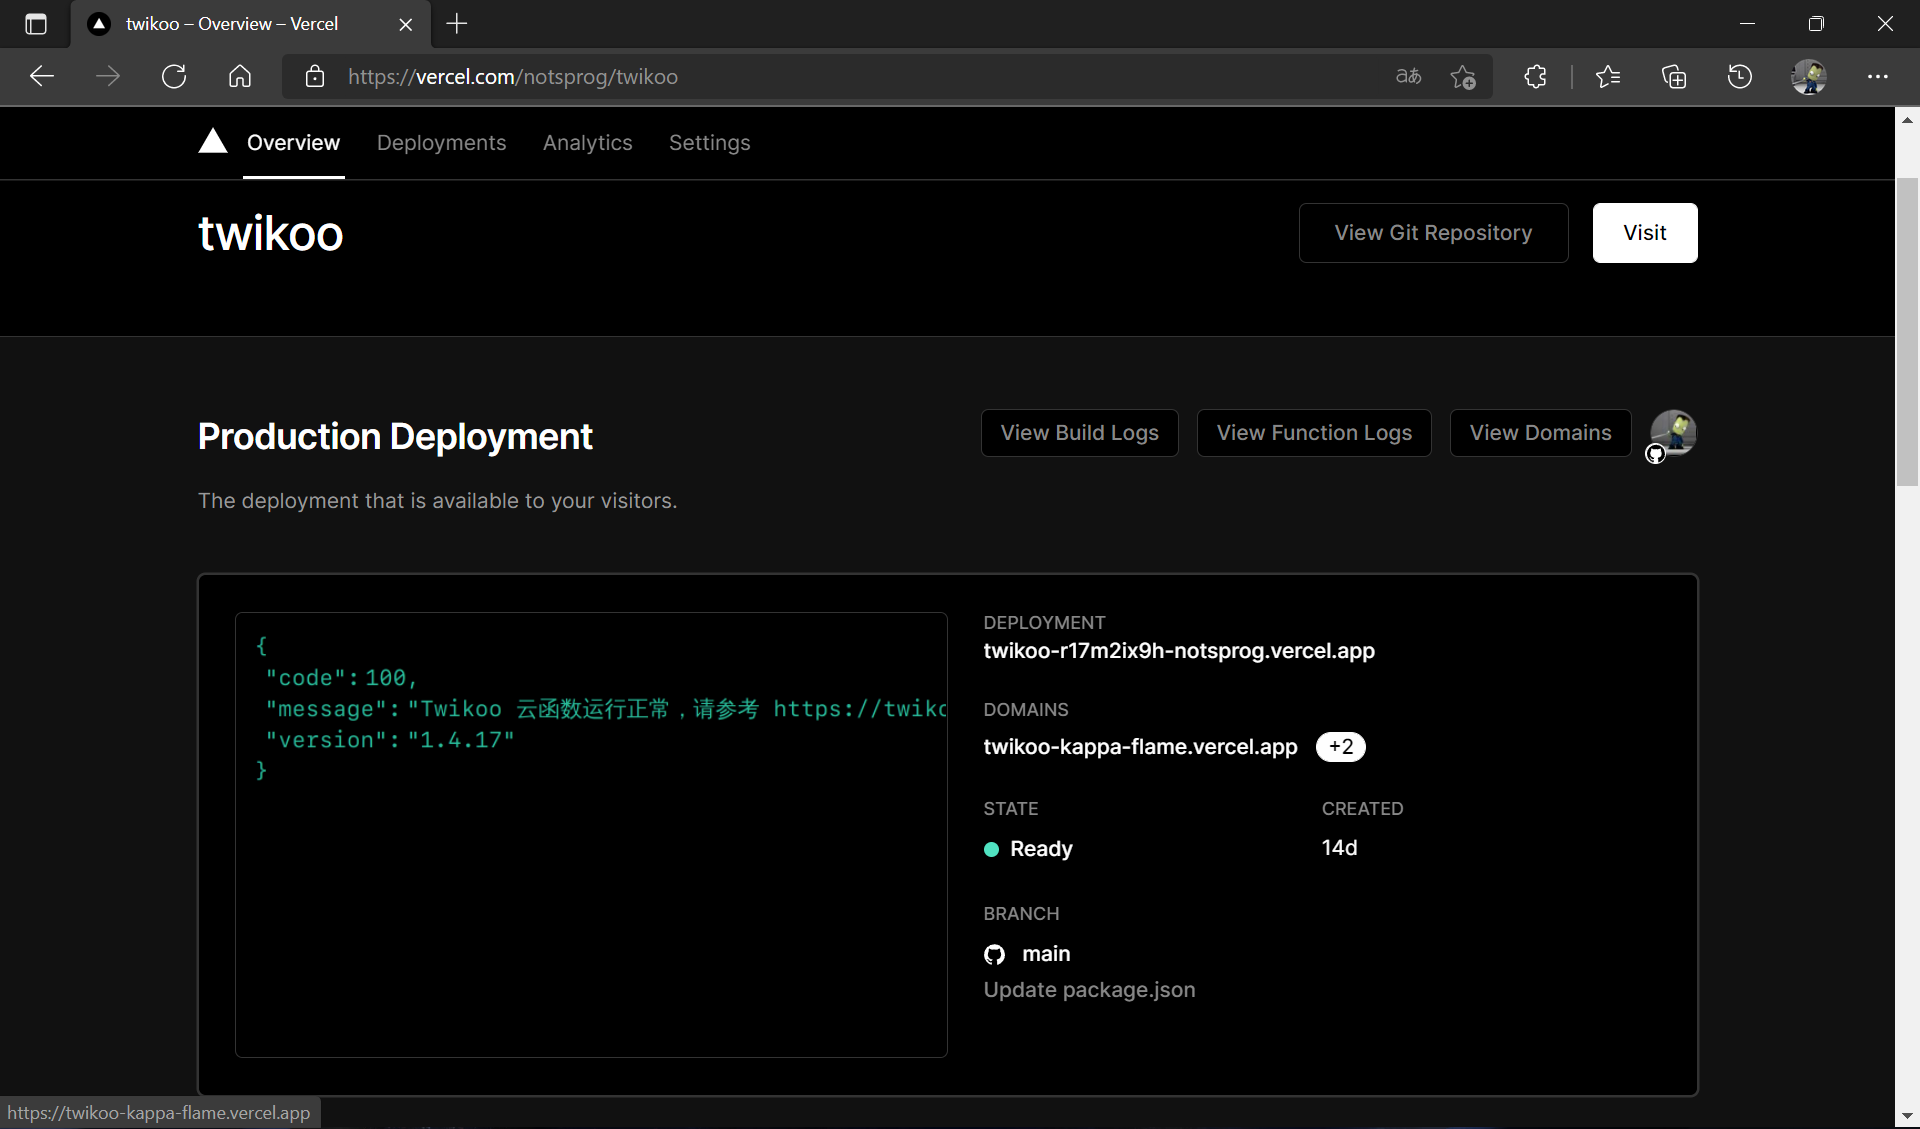 twikoo – Overview – Vercel
https://vercel.com/notsprog/twikoo
aあ
Overview Deployments Analytics Settings
twikoo
View Git Repository
Visit
Production Deployment
View Build Logs
View Function Logs
View Domains
The deployment that is available to your visitors.
{
"code": 100,
"message": "Twikoo 云函数运行正常，请参考 https://twiko
"version": "1.4.17"
}
DEPLOYMENT
twikoo-r17m2ix9h-notsprog.vercel.app
DOMAINS
twikoo-kappa-flame.vercel.app +2
STATE CREATED
Ready 14d
BRANCH
main
Update package.json
https://twikoo-kappa-flame.vercel.app